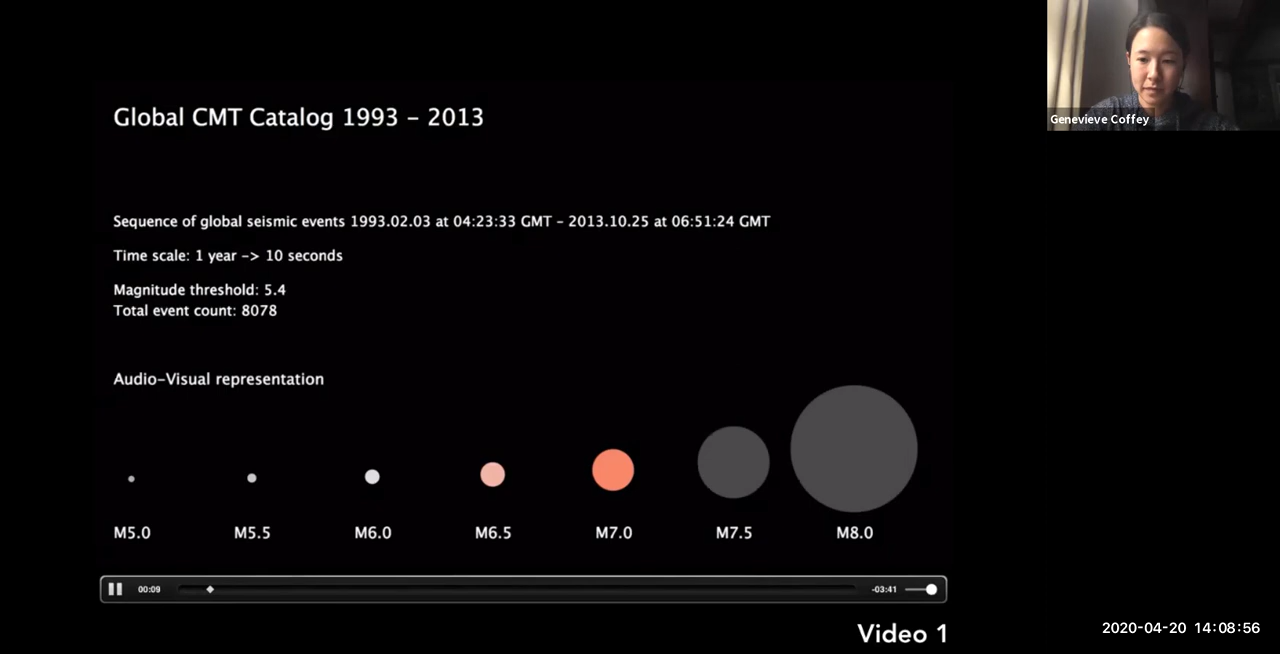 Global CMT Catalog 1993 – 2013
Genevieve Coffey
Sequence of global seismic events 1993.02.03 at 04:23:33 GMT – 2013.10.25 at 06:51:24 GMT
Time scale: 1 year -> 10 seconds
Magnitude threshold: 5.4
Total event count: 8078
Audio-Visual representation
M5.0 M5.5 M6.0 M6.5 M7.0 M7.5 M8.0
00:09 -03:41
Video 1
2020-04-20 14:08:56